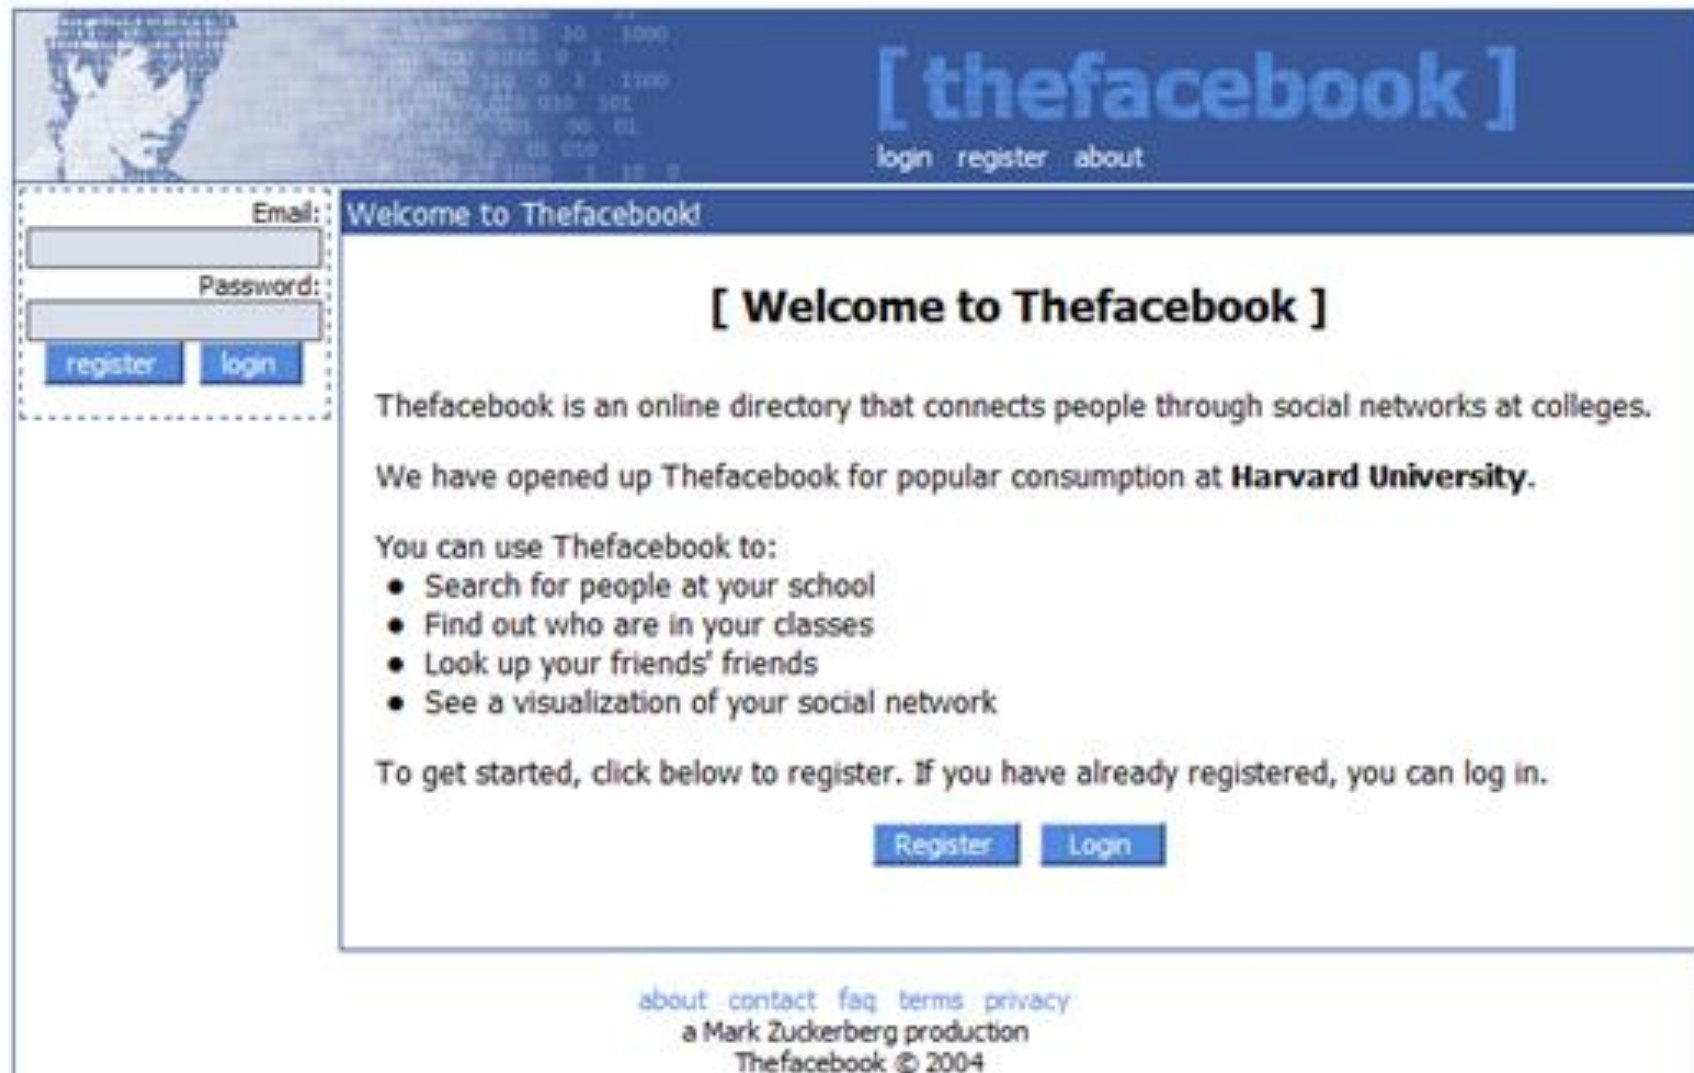 [ thefacebook ]
login register about
Email:
Password:
register login
Welcome to Thefacebook!
[ Welcome to Thefacebook ]
Thefacebook is an online directory that connects people through social networks at colleges.
We have opened up Thefacebook for popular consumption at Harvard University.
You can use Thefacebook to:
• Search for people at your school
• Find out who are in your classes
• Look up your friends' friends
• See a visualization of your social network
To get started, click below to register. If you have already registered, you can log in.
Register Login
about contact faq terms privacy
a Mark Zuckerberg production
Thefacebook © 2004